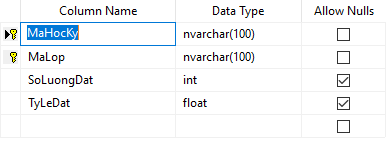 Column Name Data Type Allow Nulls
MaHocKy nvarchar(100)
MaLop nvarchar(100)
SoLuongDat int
TyLeDat float